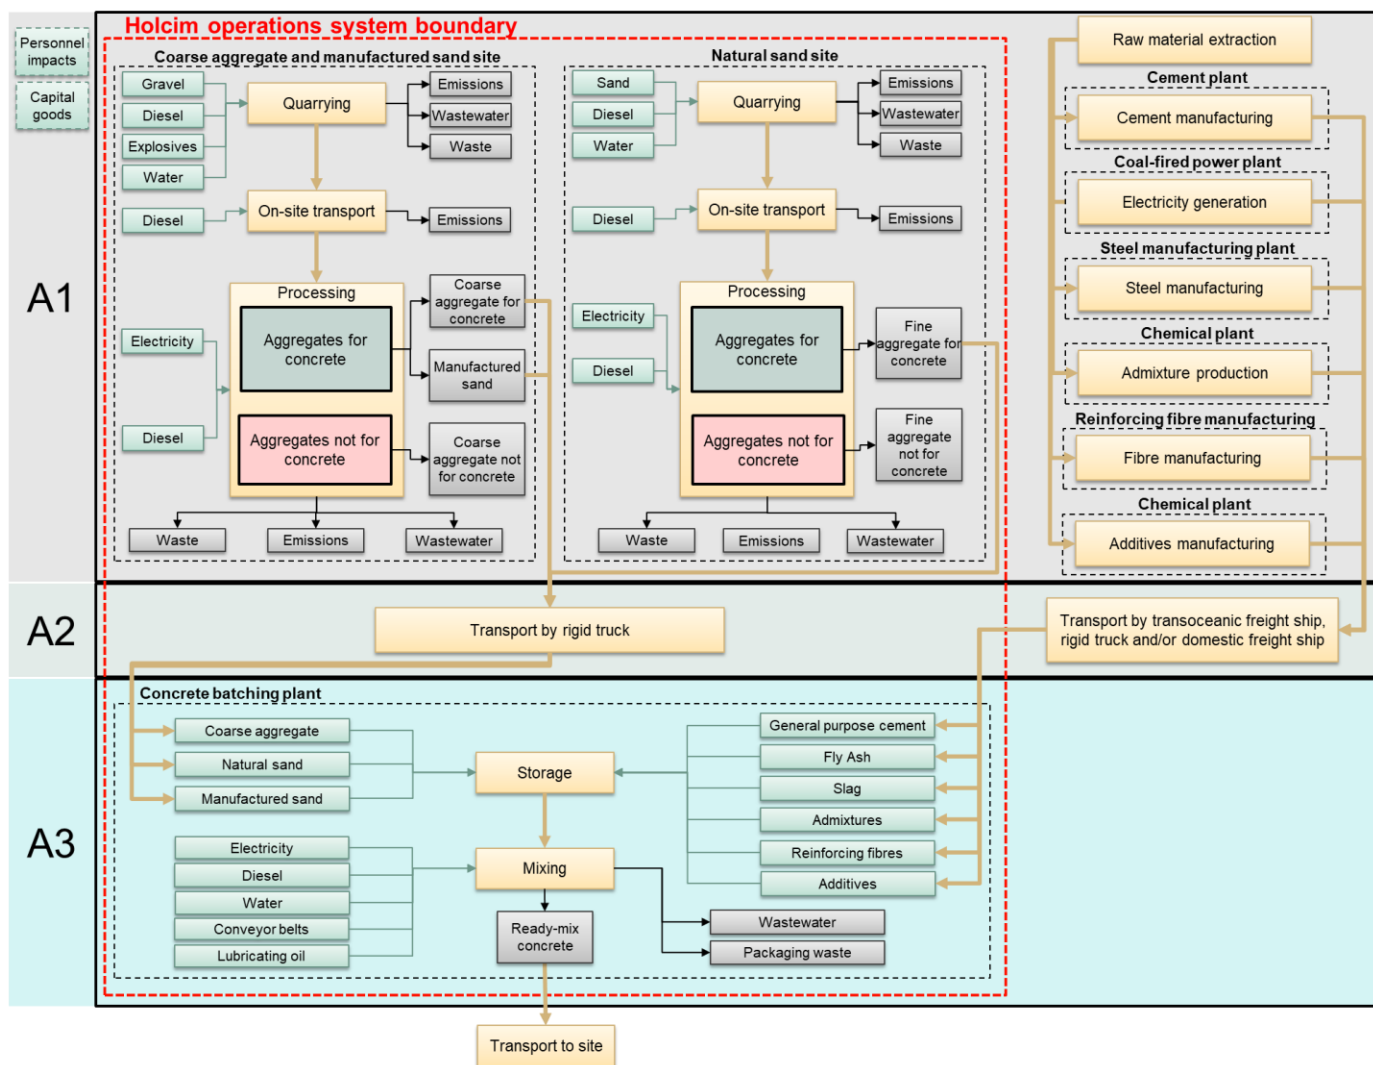 Holcim operations system boundary
Personnel
impacts
Capital
goods
A1
Coarse aggregate and manufactured sand site
Gravel
Diesel
Explosives
Water
Quarrying
Emissions
Wastewater
Waste
Diesel
On-site transport
Emissions
Electricity
Diesel
Processing
Aggregates for
concrete
Aggregates not for
concrete
Coarse
aggregate for
concrete
Manufactured
sand
Coarse
aggregate not
for concrete
Waste
Emissions
Wastewater
Natural sand site
Sand
Diesel
Water
Quarrying
Emissions
Wastewater
Waste
Diesel
On-site transport
Emissions
Electricity
Diesel
Processing
Aggregates for
concrete
Aggregates not for
concrete
Fine
aggregate for
concrete
Fine
aggregate
not for
concrete
Waste
Emissions
Wastewater
Raw material extraction
Cement plant
Cement manufacturing
Coal-fired power plant
Electricity generation
Steel manufacturing plant
Steel manufacturing
Chemical plant
Admixture production
Reinforcing fibre manufacturing
Fibre manufacturing
Chemical plant
Additives manufacturing
A2
Transport by rigid truck
Transport by transoceanic freight ship,
rigid truck and/or domestic freight
ship
A3
Concrete batching plant
Coarse aggregate
Natural sand
Manufactured sand
Electricity
Diesel
Water
Conveyor belts
Lubricating oil
Storage
Mixing
Ready-mix
concrete
General purpose cement
Fly Ash
Slag
Admixtures
Reinforcing fibres
Additives
Wastewater
Packaging waste
Transport to site